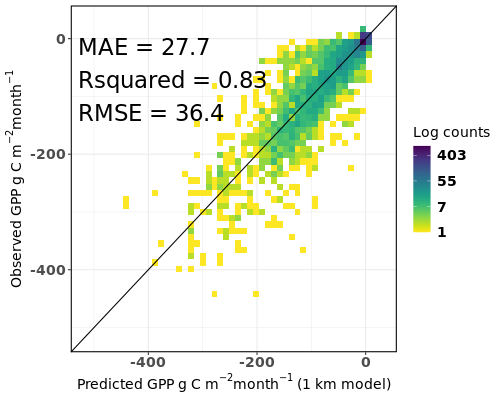 MAE = 27.7
Rsquared = 0.83
RMSE = 36.4
0
-200
-400
Observed GPP g C m⁻²month⁻¹
-400 -200 0
Predicted GPP g C m⁻²month⁻¹ (1 km model)
Log counts
403
55
7
1